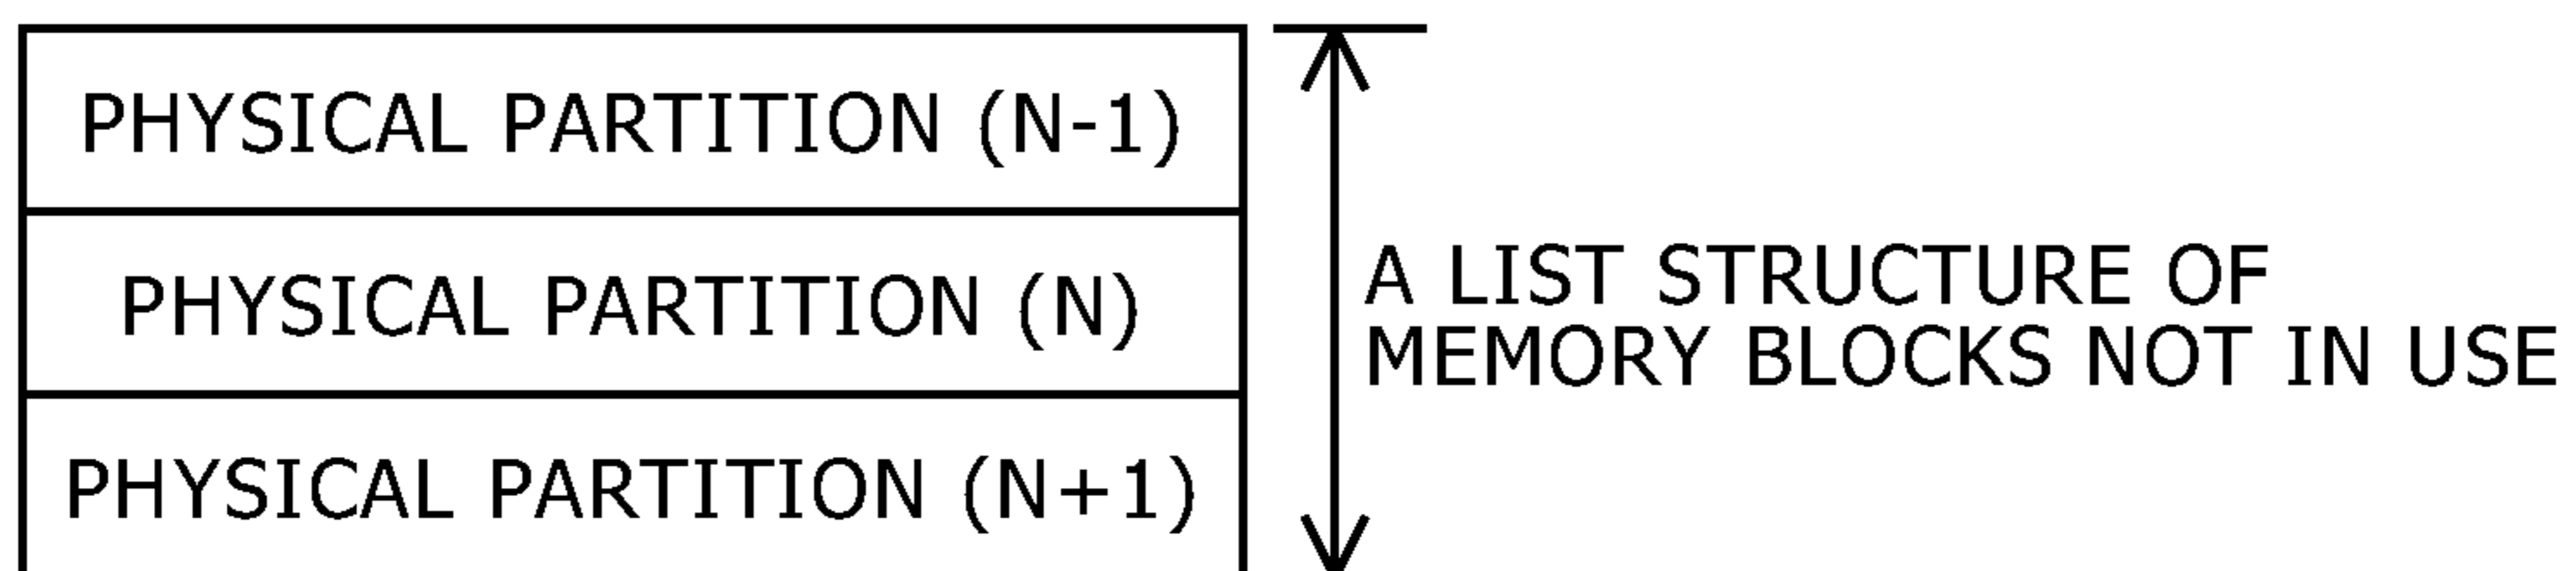 PHYSICAL PARTITION (N-1)
PHYSICAL PARTITION (N)
A LIST STRUCTURE OF
MEMORY BLOCKS NOT IN USE
PHYSICAL PARTITION (N+1)